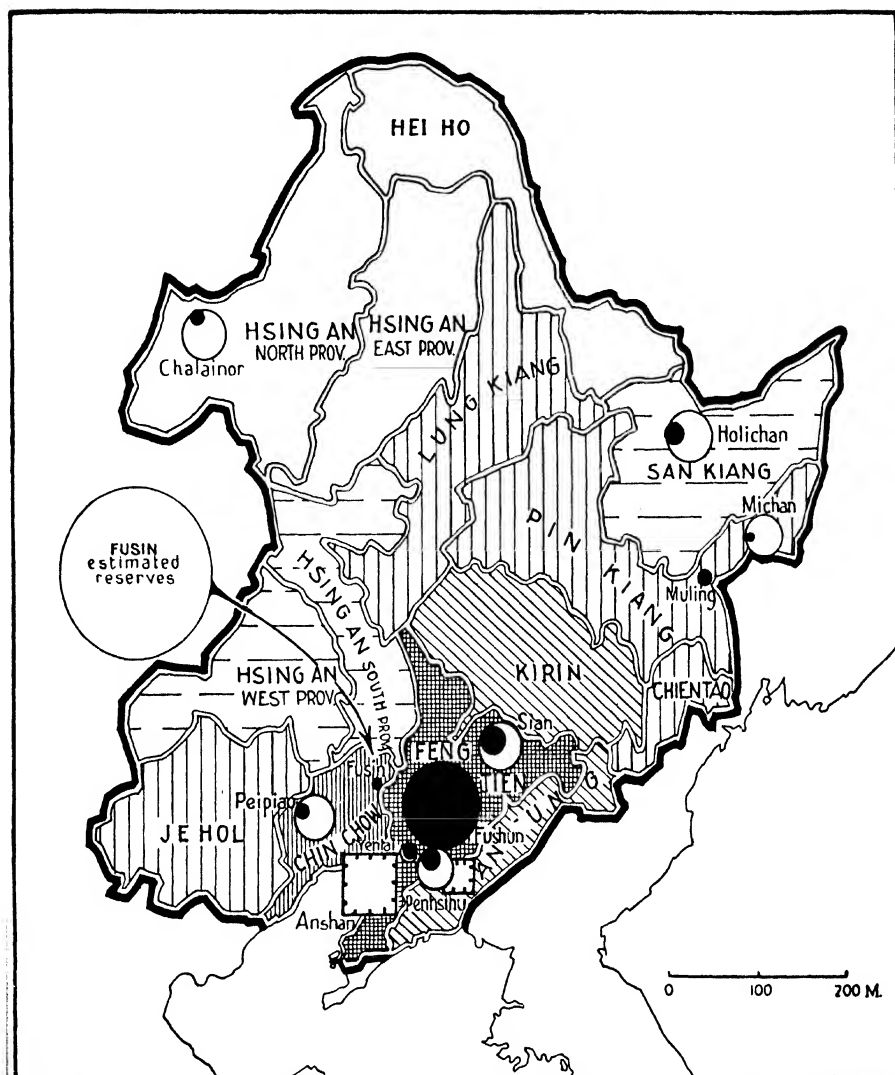 HEI HO
HSING AN
NORTH PROV.
HSING AN
EAST PROV.
Chalainor
LUNG KIANG
Holichan
SAN KIANG
Michan
FUSIN
estimated
reserves
PIN KIANG
Muling
HSING AN SOUTH PROV.
KIRIN
CHIENTAO
HSING AN
WEST PROV.
Sian
FENG
TIEN
Fusin
Peipiao
JEHOL
CHIN CHOW
Fushun
ANTUNG
Yentai
Penhsihu
Anshan
0 100 200 M.